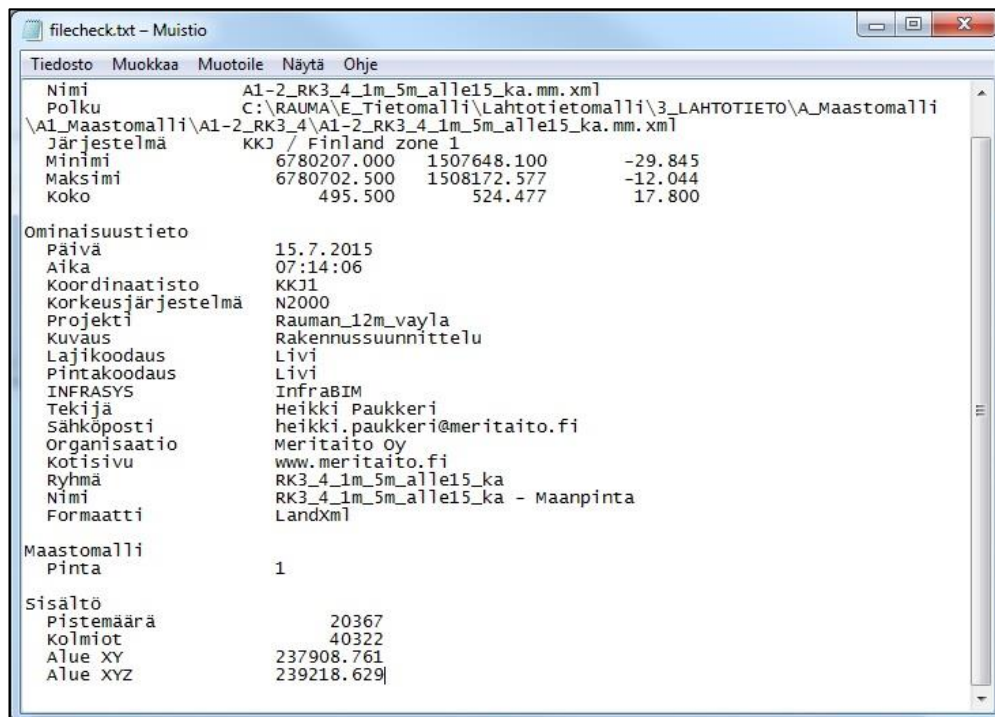 filecheck.txt – Muistio
Tiedosto Muokkaa Muotoile Näytä Ohje
Nimi A1-2_RK3_4_1m_5m_alle15_ka.mm.xml
Polku C:\RAUMA\E_Tietomalli\Lahtotietomalli\3_LAHTOTIETO\A_Maastomalli
\A1_Maastomalli\A1-2_RK3_4\A1-2_RK3_4_1m_5m_alle15_ka.mm.xml
Järjestelmä KKJ / Finland zone 1
Minimi 6780207.000 1507648.100 -29.845
Maksimi 6780702.500 1508172.577 -12.044
Koko 495.500 524.477 17.800
Ominaisuustieto
Päivä 15.7.2015
Aika 07:14:06
Koordinaatisto KKJ1
Korkeusjärjestelmä N2000
Projekti Rauman_12m_vayla
Kuvaus Rakennussuunnittelu
Lajikoodaus Livi
Pintakoodaus Livi
INFRASYS InfraBIM
Tekijä Heikki Paukkeri
Sähköposti heikki.paukkeri@meritaito.fi
Organisaatio Meritaito Oy
Kotisivu www.meritaito.fi
Ryhmä RK3_4_1m_5m_alle15_ka
Nimi RK3_4_1m_5m_alle15_ka - Maanpinta
Formaatti LandXml
Maastomalli
Pinta 1
Sisältö
Pistemäärä 20367
Kolmiot 40322
Alue XY 237908.761
Alue XYZ 239218.629